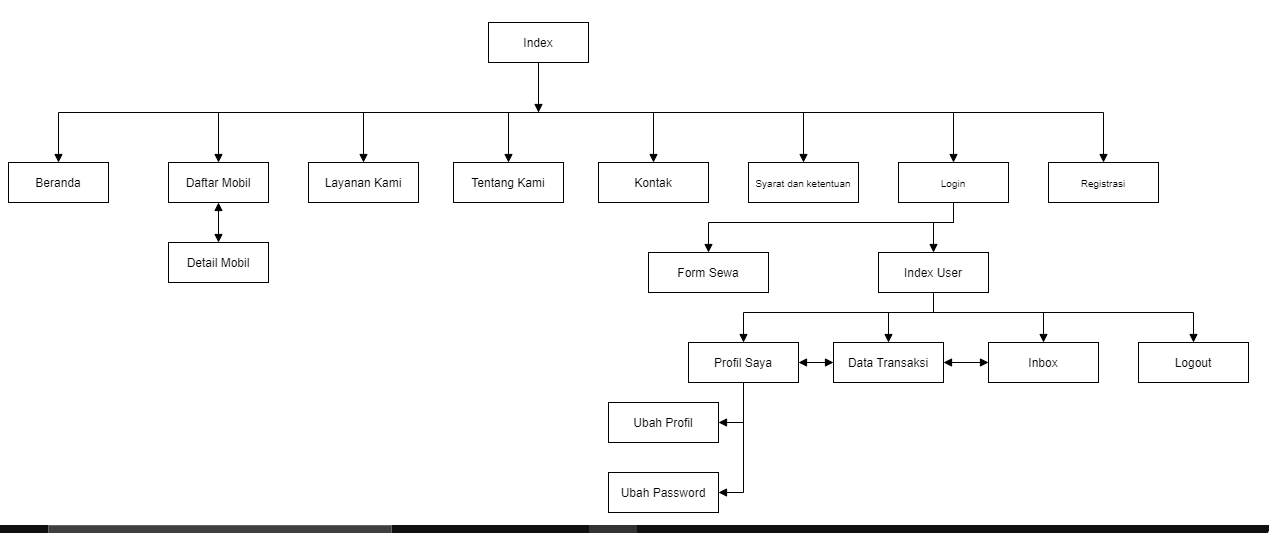 Index
Beranda
Daftar Mobil
Layanan Kami
Tentang Kami
Kontak
Syarat dan ketentuan
Login
Registrasi
Detail Mobil
Form Sewa
Index User
Profil Saya
Data Transaksi
Inbox
Logout
Ubah Profil
Ubah Password